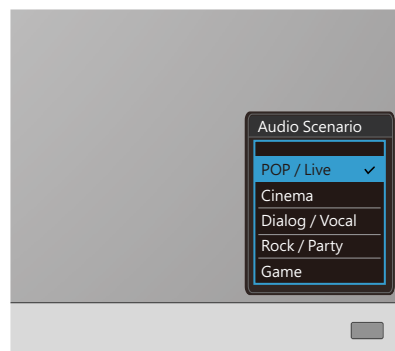 Audio Scenario
POP / Live
Cinema
Dialog / Vocal
Rock / Party
Game